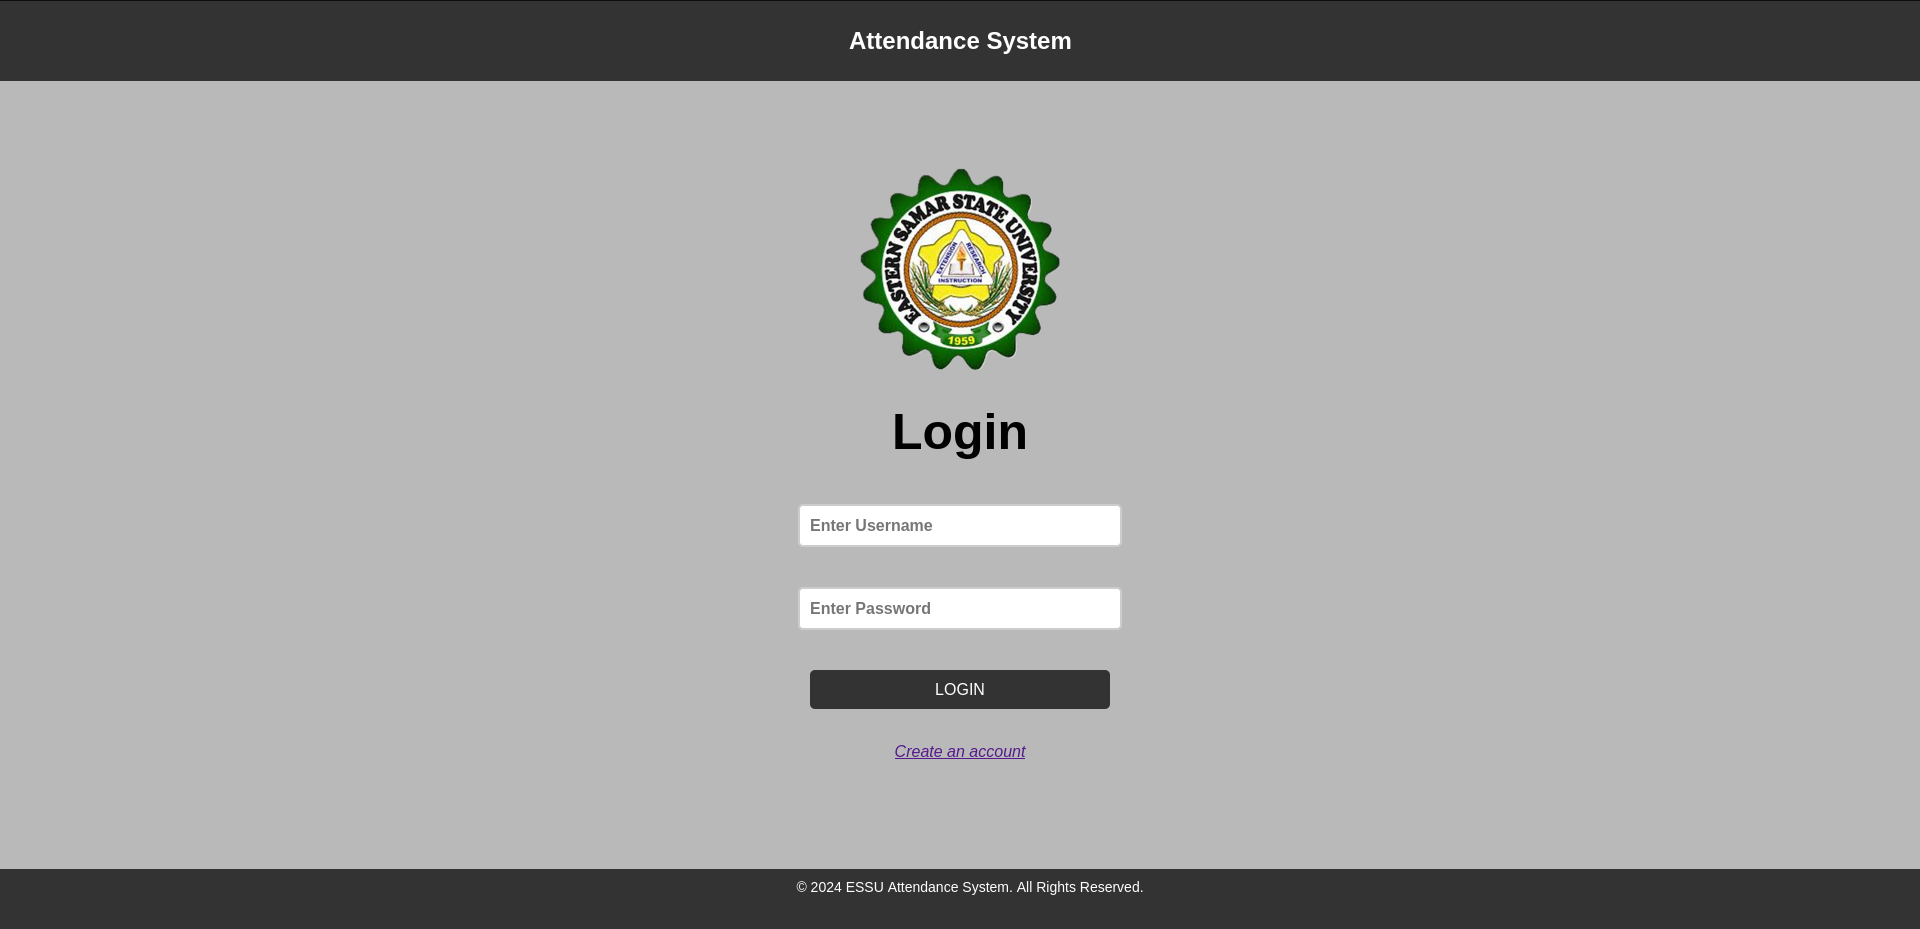 Attendance System
EASTERN SAMAR STATE UNIVERSITY
EXTENSION
RESEARCH
INSTRUCTION
1959
Login
Enter Username
Enter Password
LOGIN
Create an account
© 2024 ESSU Attendance System. All Rights Reserved.